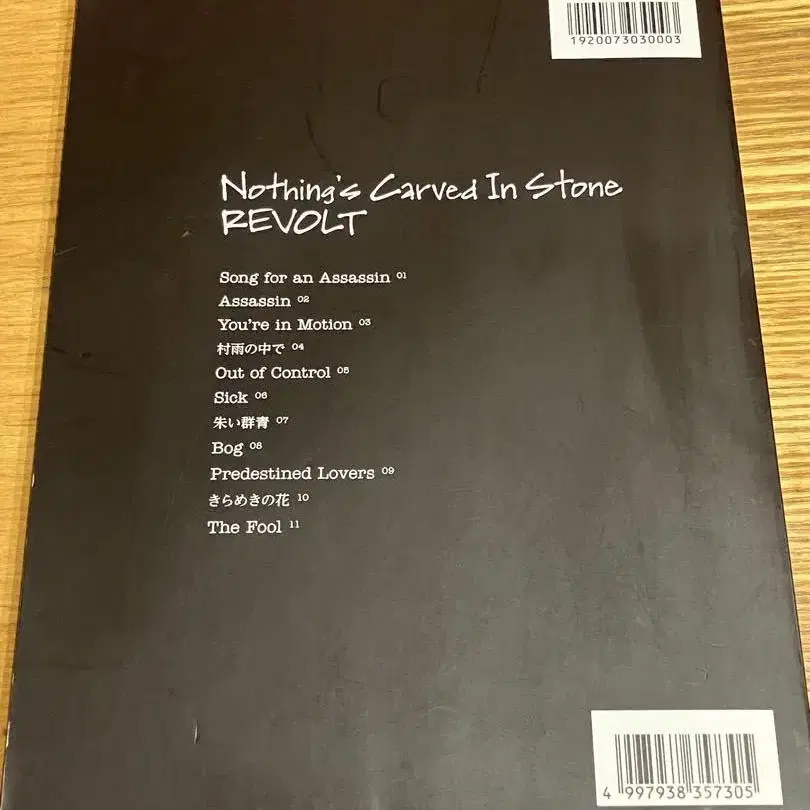 1920073030003
Nothing's Carved In Stone
REVOLT
Song for an Assassin 01
Assassin 02
You're in Motion 03
村雨の中で 04
Out of Control 05
Sick 06
朱い群青 07
Bog 08
Predestined Lovers 09
きらめきの花 10
The Fool 11
4 997938 357305